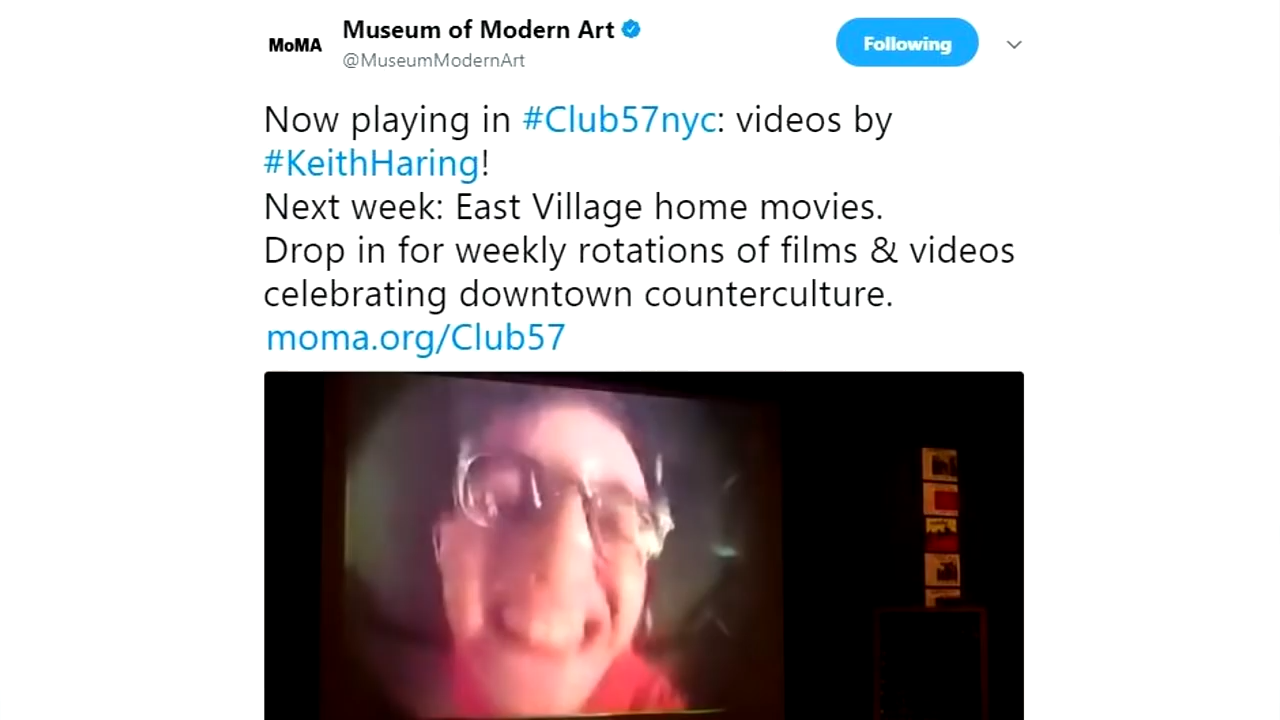 MoMA
Museum of Modern Art
@MuseumModernArt
Following
Now playing in #Club57nyc: videos by
#KeithHaring!
Next week: East Village home movies.
Drop in for weekly rotations of films & videos
celebrating downtown counterculture.
moma.org/Club57